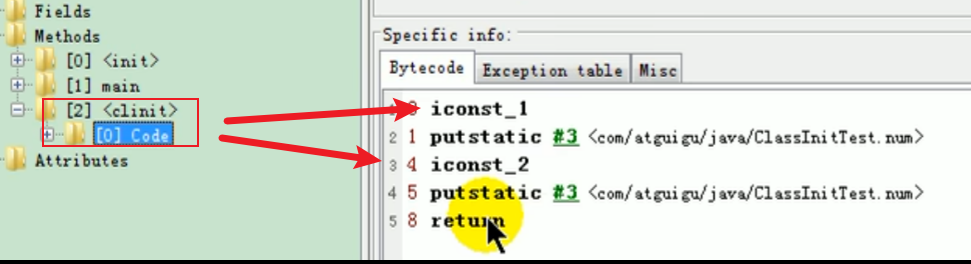 Fields
Methods
[0] <init>
[1] main
[2] <clinit>
[0] Code
Attributes
Specific info:
Bytecode Exception table Misc
1 0 iconst_1
2 1 putstatic #3 <com/atguigu/java/ClassInitTest.num>
3 4 iconst_2
4 5 putstatic #3 <com/atguigu/java/ClassInitTest.num>
5 8 return